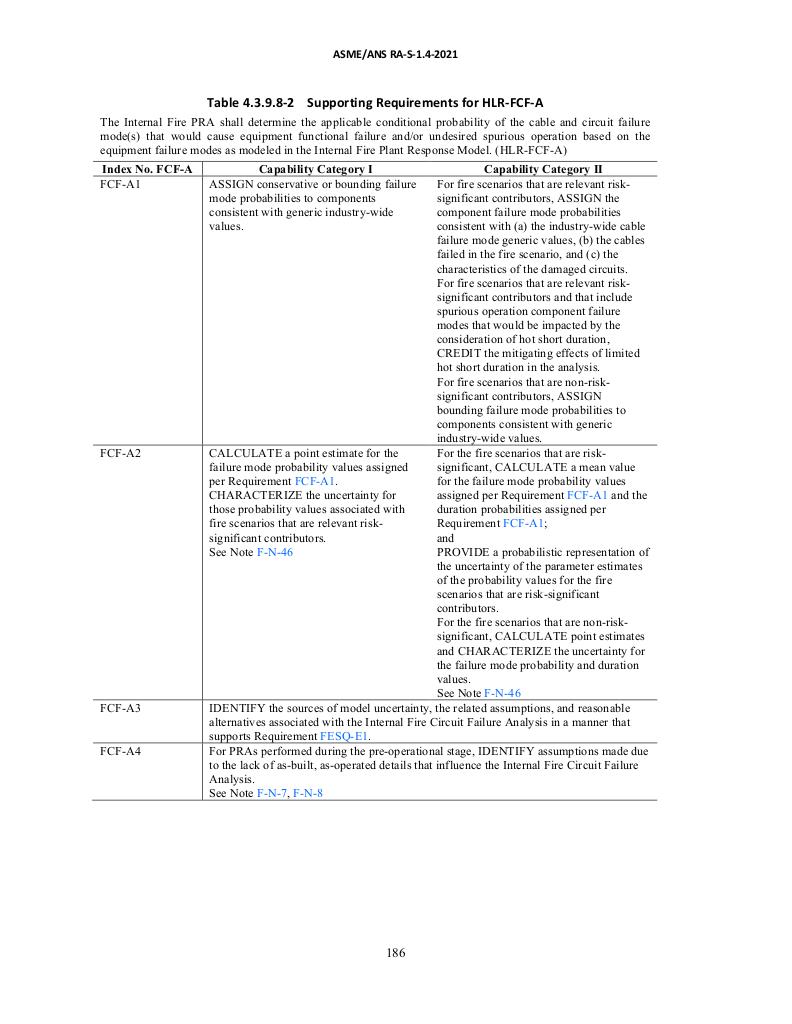 ASME/ANS RA-S-1.4-2021
Table 4.3.9.8-2 Supporting Requirements for HLR-FCF-A
The Internal Fire PRA shall determine the applicable conditional probability of the cable and circuit failure
mode(s) that would cause equipment functional failure and/or undesired spurious operation based on the
equipment failure modes as modeled in the Internal Fire Plant Response Model. (HLR-FCF-A)
Index No. FCF-A
Capability Category I
Capability Category II
FCF-A1
ASSIGN conservative or bounding failure
mode probabilities to components
consistent with generic industry-wide
values.
For fire scenarios that are relevant risk-
significant contributors, ASSIGN the
component failure mode probabilities
consistent with (a) the industry-wide cable
failure mode generic values, (b) the cables
failed in the fire scenario, and (c) the
characteristics of the damaged circuits.
For fire scenarios that are relevant risk-
significant contributors and that include
spurious operation component failure
modes that would be impacted by the
consideration of hot short duration,
CREDIT the mitigating effects of limited
hot short duration in the analysis.
For fire scenarios that are non-risk-
significant contributors, ASSIGN
bounding failure mode probabilities to
components consistent with generic
industry-wide values.
FCF-A2
CALCULATE a point estimate for the
failure mode probability values assigned
per Requirement FCF-A1.
CHARACTERIZE the uncertainty for
those probability values associated with
fire scenarios that are relevant risk-
significant contributors.
See Note F-N-46
For the fire scenarios that are risk-
significant, CALCULATE a mean value
for the failure mode probability values
assigned per Requirement FCF-A1 and the
duration probabilities assigned per
Requirement FCF-A1;
and
PROVIDE a probabilistic representation of
the uncertainty of the parameter estimates
of the probability values for the fire
scenarios that are risk-significant
contributors.
For the fire scenarios that are non-risk-
significant, CALCULATE point estimates
and CHARACTERIZE the uncertainty for
the failure mode probability and duration
values.
See Note F-N-46
FCF-A3
IDENTIFY the sources of model uncertainty, the related assumptions, and reasonable
alternatives associated with the Internal Fire Circuit Failure Analysis in a manner that
supports Requirement FESQ-E1.
FCF-A4
For PRAs performed during the pre-operational stage, IDENTIFY assumptions made due
to the lack of as-built, as-operated details that influence the Internal Fire Circuit Failure
Analysis.
See Note F-N-7, F-N-8
186